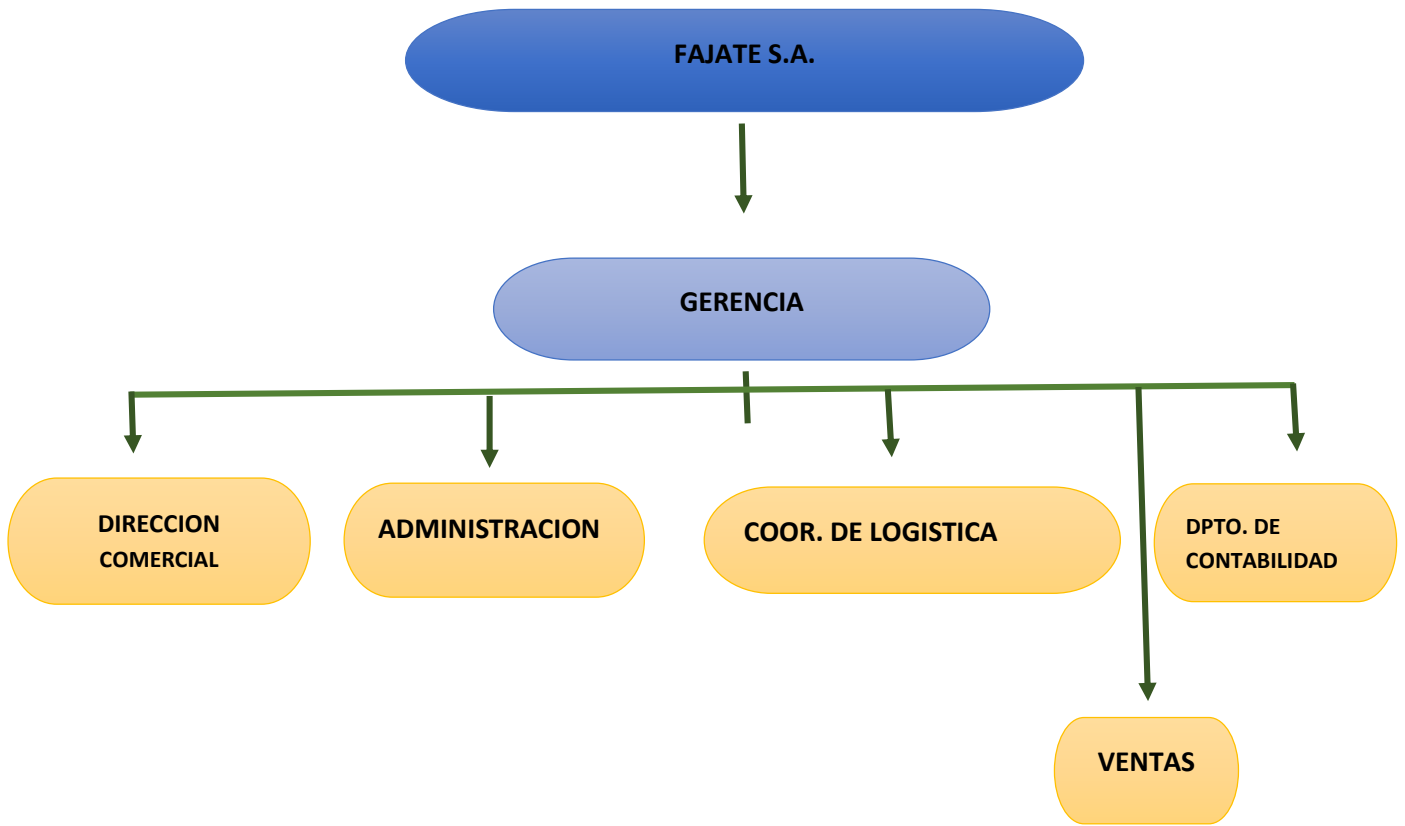 FAJATE S.A.
GERENCIA
DIRECCION
COMERCIAL
ADMINISTRACION
COOR. DE LOGISTICA
DPTO. DE
CONTABILIDAD
VENTAS